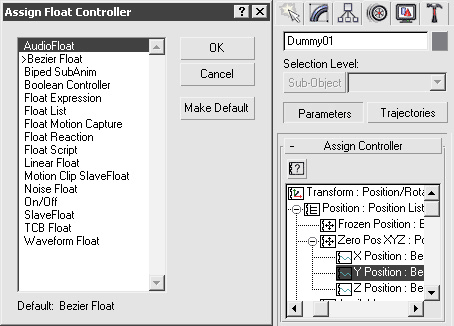 Assign Float Controller
AudioFloat
>Bezier Float
Biped SubAnim
Boolean Controller
Float Expression
Float List
Float Motion Capture
Float Reaction
Float Script
Linear Float
Motion Clip SlaveFloat
Noise Float
On/Off
SlaveFloat
TCB Float
Waveform Float
Default: Bezier Float
OK
Cancel
Make Default
Dummy01
Selection Level:
Sub-Object
Parameters
Trajectories
- Assign Controller
Transform : Position/Rota
Position : Position List
Frozen Position : B
Zero Pos XYZ : Po
X Position : Be
Y Position : Be
Z Position : Be